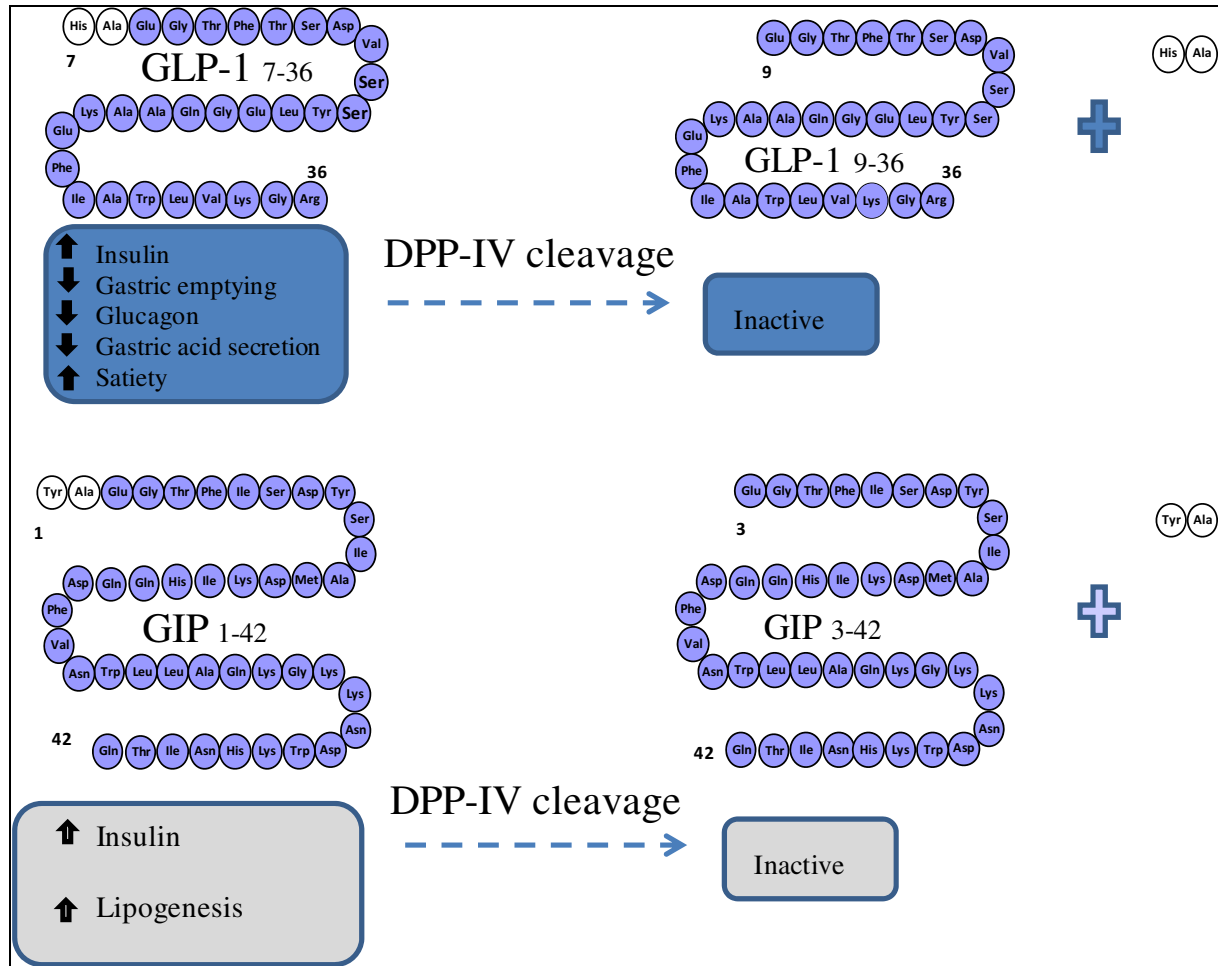 His Ala Glu Gly Thr Phe Thr Ser Asp
Val
7
GLP-1 7-36
Ser
Ser
Lys Ala Ala Gln Gly Glu Leu Tyr
Glu
Phe
36
Ile Ala Trp Leu Val Lys Gly Arg
Glu Gly Thr Phe Thr Ser Asp
Val
9
Ser
Lys Ala Ala Gln Gly Glu Leu Tyr Ser
Glu
Phe
GLP-1 9-36
36
Ile Ala Trp Leu Val Lys Gly Arg
His Ala
Insulin
Gastric emptying
Glucagon
Gastric acid secretion
Satiety
DPP-IV cleavage
Inactive
Tyr Ala Glu Gly Thr Phe Ile Ser Asp Tyr
1
Ser
Ile
Asp Gln Gln His Ile Lys Asp Met Ala
Phe
Val
GIP 1-42
Asn Trp Leu Leu Ala Gln Lys Gly Lys
Lys
Asn
42
Gln Thr Ile Asn His Lys Trp Asp
Glu Gly Thr Phe Ile Ser Asp Tyr
3
Ser
Ile
Asp Gln Gln His Ile Lys Asp Met Ala
Phe
Val
GIP 3-42
Asn Trp Leu Leu Ala Gln Lys Gly Lys
Lys
Asn
42
Gln Thr Ile Asn His Lys Trp Asp
Tyr Ala
Insulin
Lipogenesis
DPP-IV cleavage
Inactive